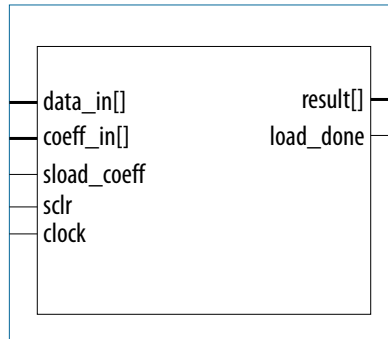 data_in[]
result[]
coeff_in[]
load_done
sload_coeff
sclr
clock